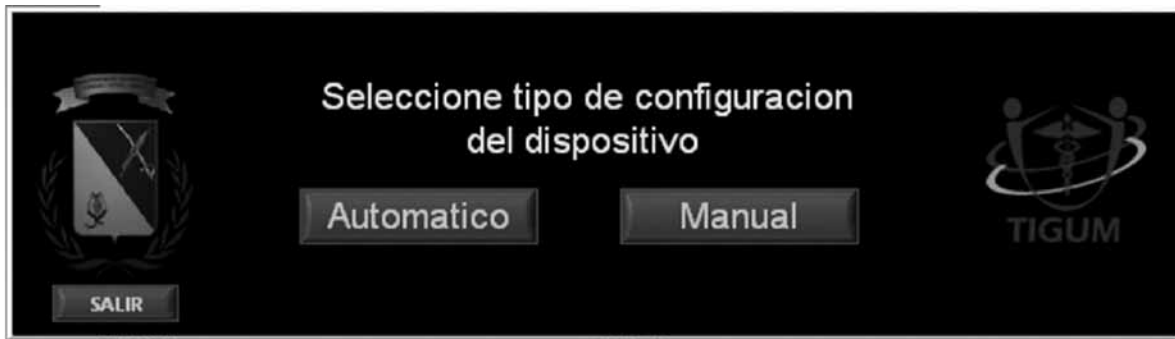 Seleccione tipo de configuracion
del dispositivo
Automatico
Manual
TIGUM
SALIR